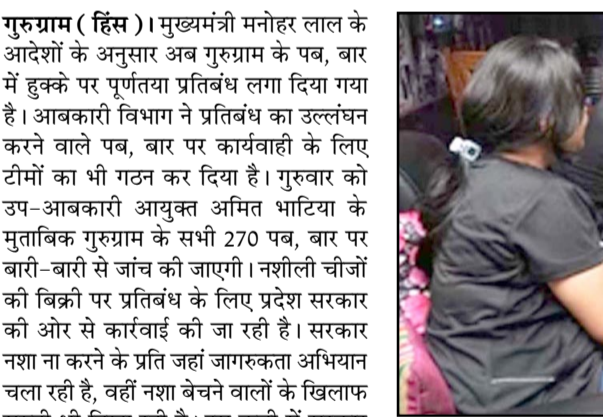 गुरुग्राम ( हिंस )। मुख्यमंत्री मनोहर लाल के
आदेशों के अनुसार अब गुरुग्राम के पब, बार
में हुक्के पर पूर्णतया प्रतिबंध लगा दिया गया
है। आबकारी विभाग ने प्रतिबंध का उल्लंघन
करने वाले पब, बार पर कार्यवाही के लिए
टीमों का भी गठन कर दिया है। गुरुवार को
उप-आबकारी आयुक्त अमित भाटिया के
मुताबिक गुरुग्राम के सभी 270 पब, बार पर
बारी-बारी से जांच की जाएगी। नशीली चीजों
की बिक्री पर प्रतिबंध के लिए प्रदेश सरकार
की ओर से कार्रवाई की जा रही है। सरकार
नशा ना करने के प्रति जहां जागरुकता अभियान
चला रही है, वहीं नशा बेचने वालों के खिलाफ